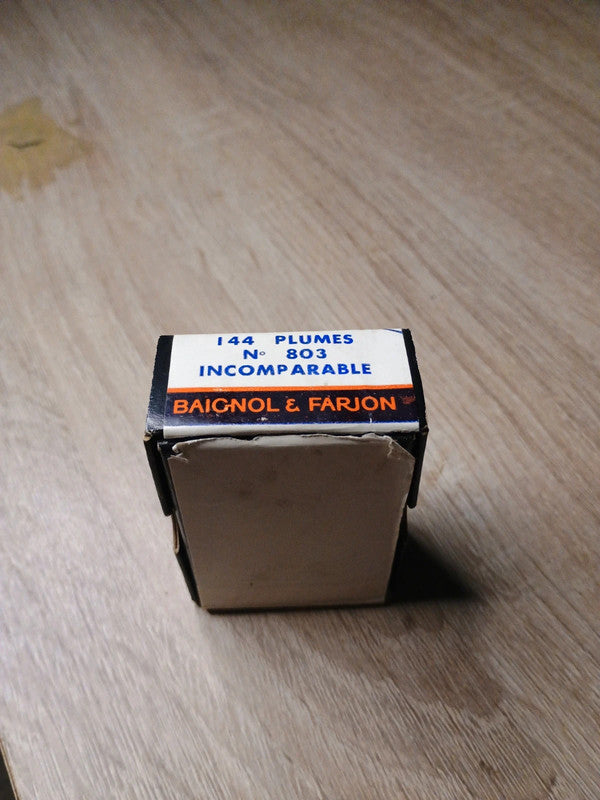 144 PLUMES
N° 803
INCOMPARABLE
BAIGNOL & FARJON